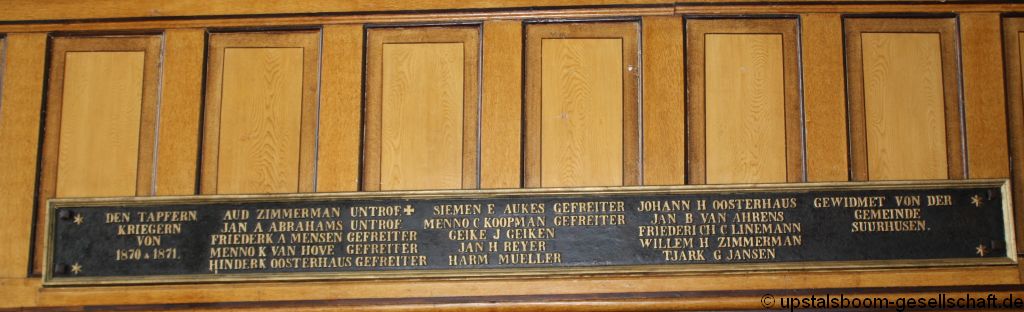 DEN TAPFERN
KRIEGERN
VON
1870 & 1871.
AUD ZIMMERMAN UNTROF+
JAN A ABRAHAMS UNTROF.
FRIEDERK A MENSEN GEFREITER
MENNO K VAN HOVE GEFREITER
HINDERK OOSTERHAUS GEFREITER
SIEMEN E AUKES GEFREITER
MENNO C KOOPMAN GEFREITER
GEIKE J GEIKEN
JAN H REYER
HARM MUELLER
JOHANN H OOSTERHAUS
JAN B VAN AHRENS
FRIEDERICH C LINEMANN
WILLEM H ZIMMERMAN
TJARK G JANSEN
GEWIDMET VON DER
GEMEINDE
SUURHUSEN.
© upstalsboom-gesellschaft.de